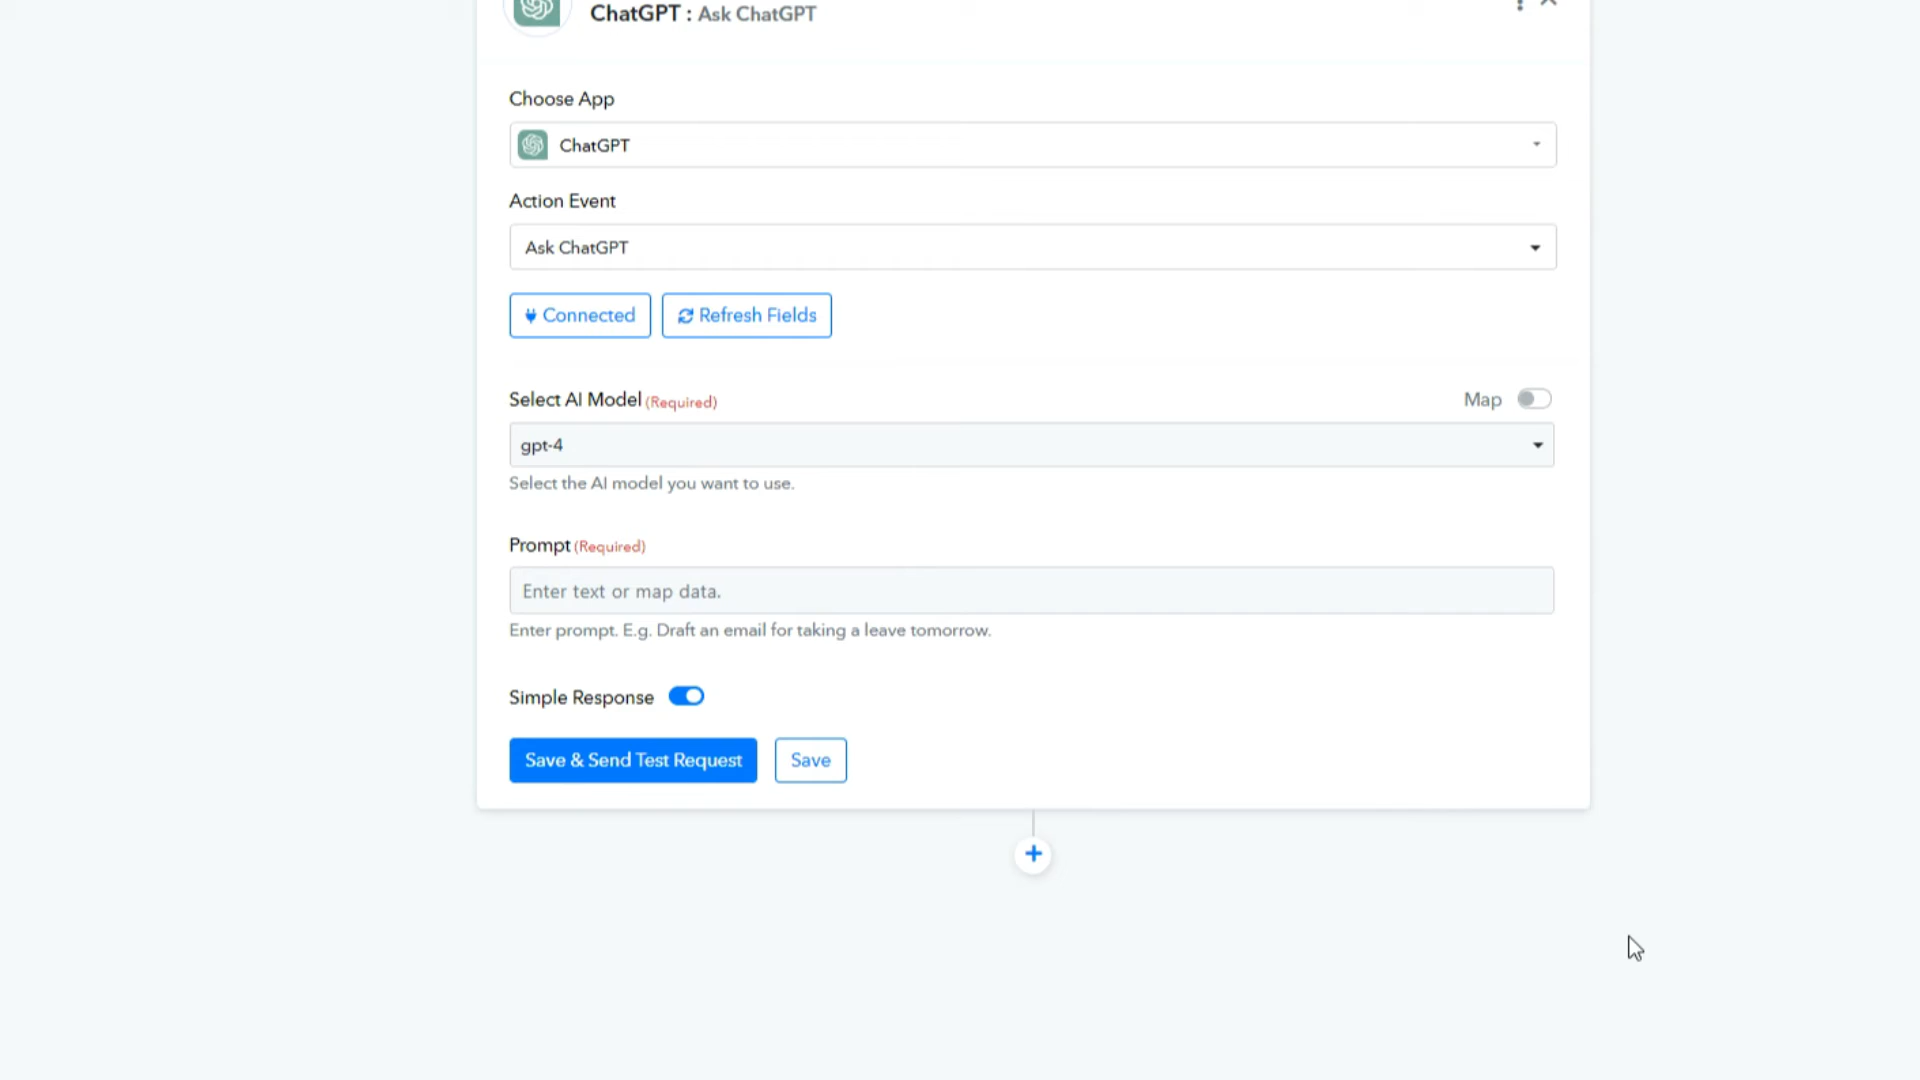 ChatGPT : Ask ChatGPT
Choose App
ChatGPT
Action Event
Ask ChatGPT
Connected Refresh Fields
Select AI Model (Required) Map
gpt-4
Select the AI model you want to use.
Prompt (Required)
Enter text or map data.
Enter prompt. E.g. Draft an email for taking a leave tomorrow.
Simple Response
Save & Send Test Request Save